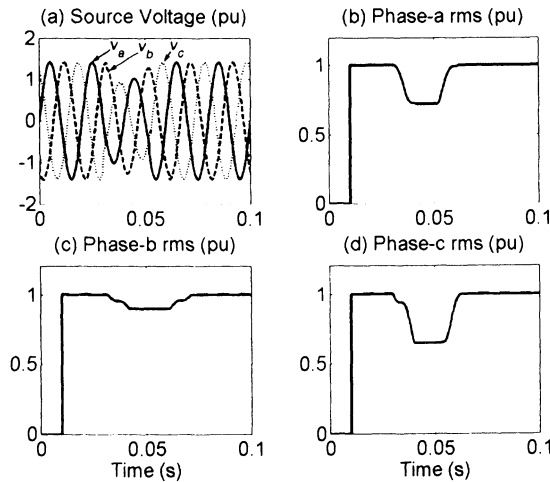 (a) Source Voltage (pu)
(b) Phase-a rms (pu)
2
1
0
-1
-2
v_a
v_b
v_c
0
0.05
0.1
1
0.5
0
0
0.05
0.1
(c) Phase-b rms (pu)
(d) Phase-c rms (pu)
1
0.5
0
0
0.05
0.1
Time (s)
1
0.5
0
0
0.05
0.1
Time (s)